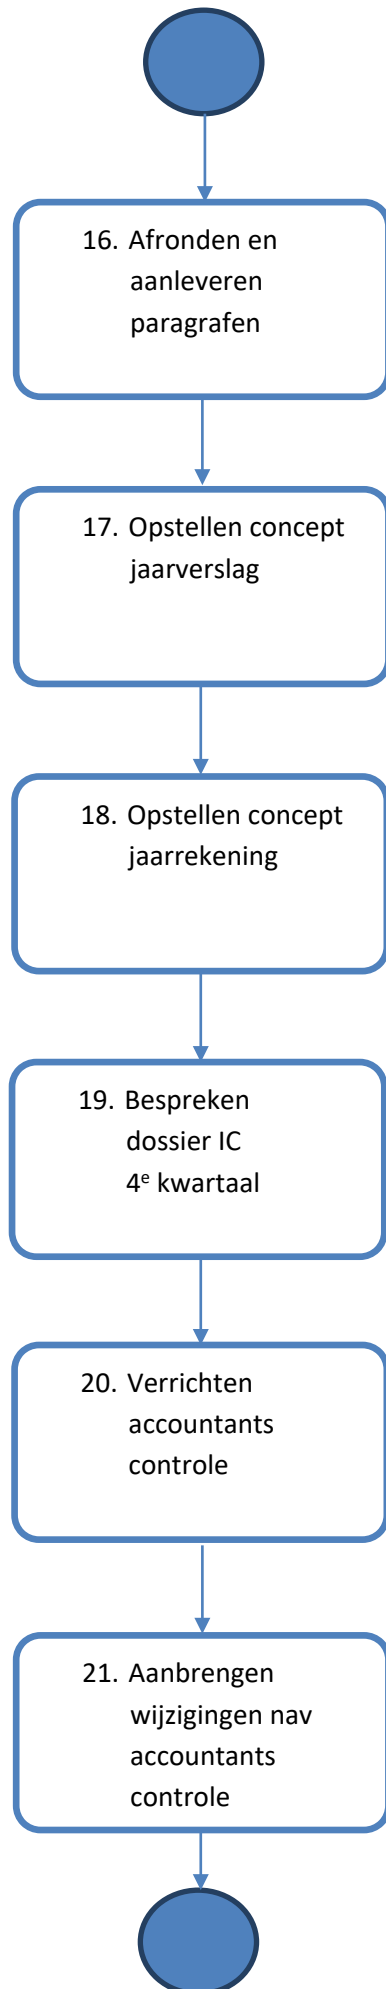 16. Afronden en
aanleveren
paragrafen
17. Opstellen concept
jaarverslag
18. Opstellen concept
jaarrekening
19. Bespreken
dossier IC
4e kwartaal
20. Verrichten
accountants
controle
21. Aanbrengen
wijzigingen nav
accountants
controle